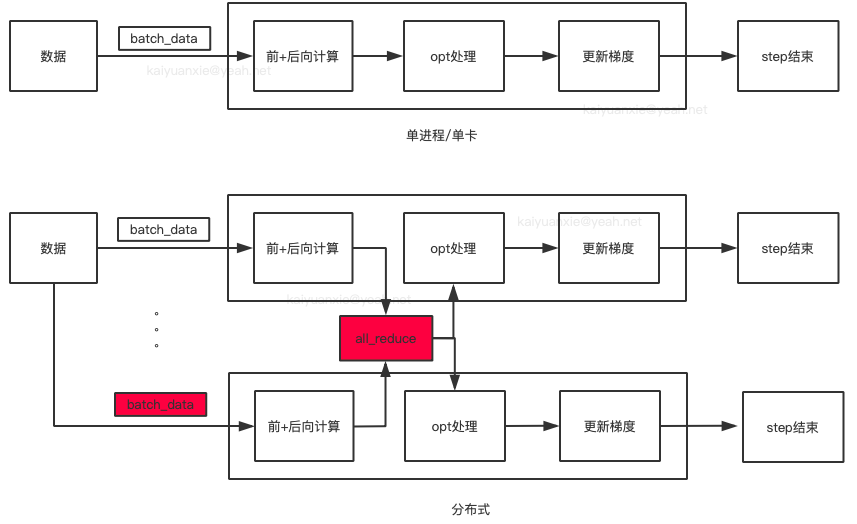 数据
batch_data
前+后向计算
opt处理
更新梯度
step结束
kaiyuanxie@yeah.net
kaiyuanxie@yeah.net
单进程/单卡
数据
batch_data
前+后向计算
opt处理
更新梯度
step结束
kaiyuanxie@yeah.net
kaiyuanxie@yeah.net
all_reduce
batch_data
前+后向计算
opt处理
更新梯度
step结束
分布式